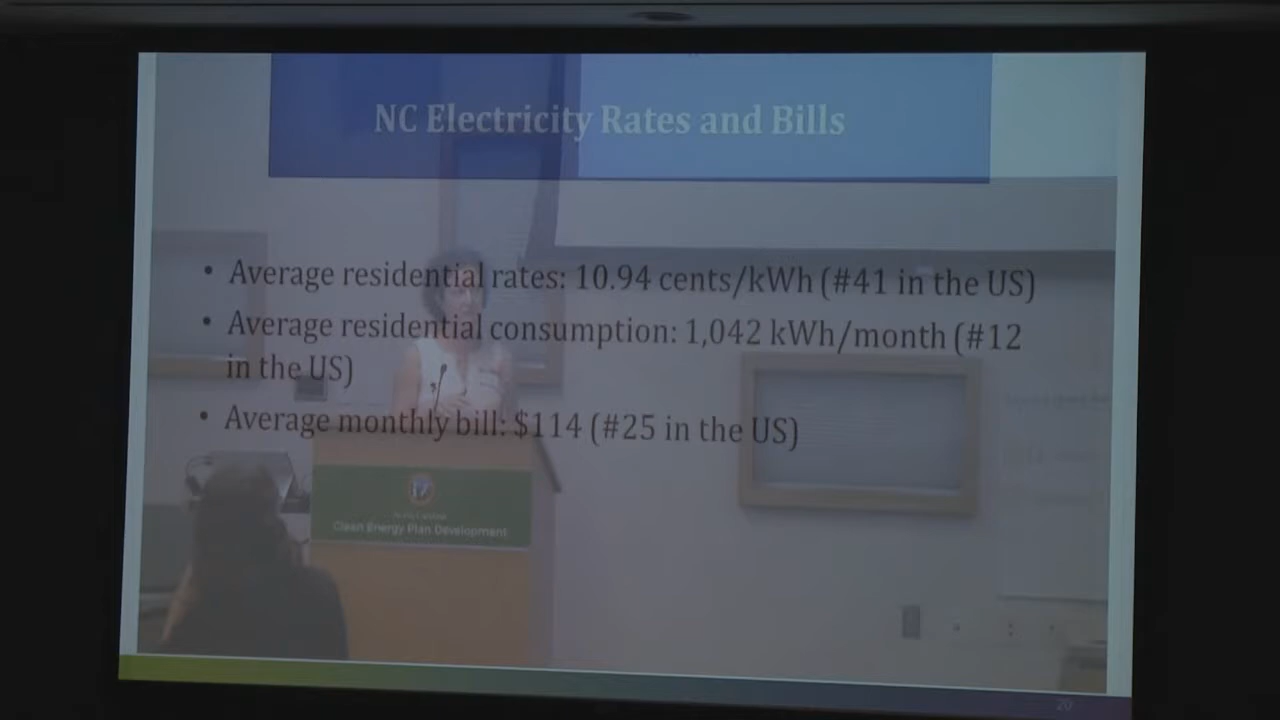 NC Electricity Rates and Bills
• Average residential rates: 10.94 cents/kWh (#41 in the US)
• Average residential consumption: 1,042 kWh/month (#12
in the US)
• Average monthly bill: $114 (#25 in the US)
Clean Energy Plan Development
20